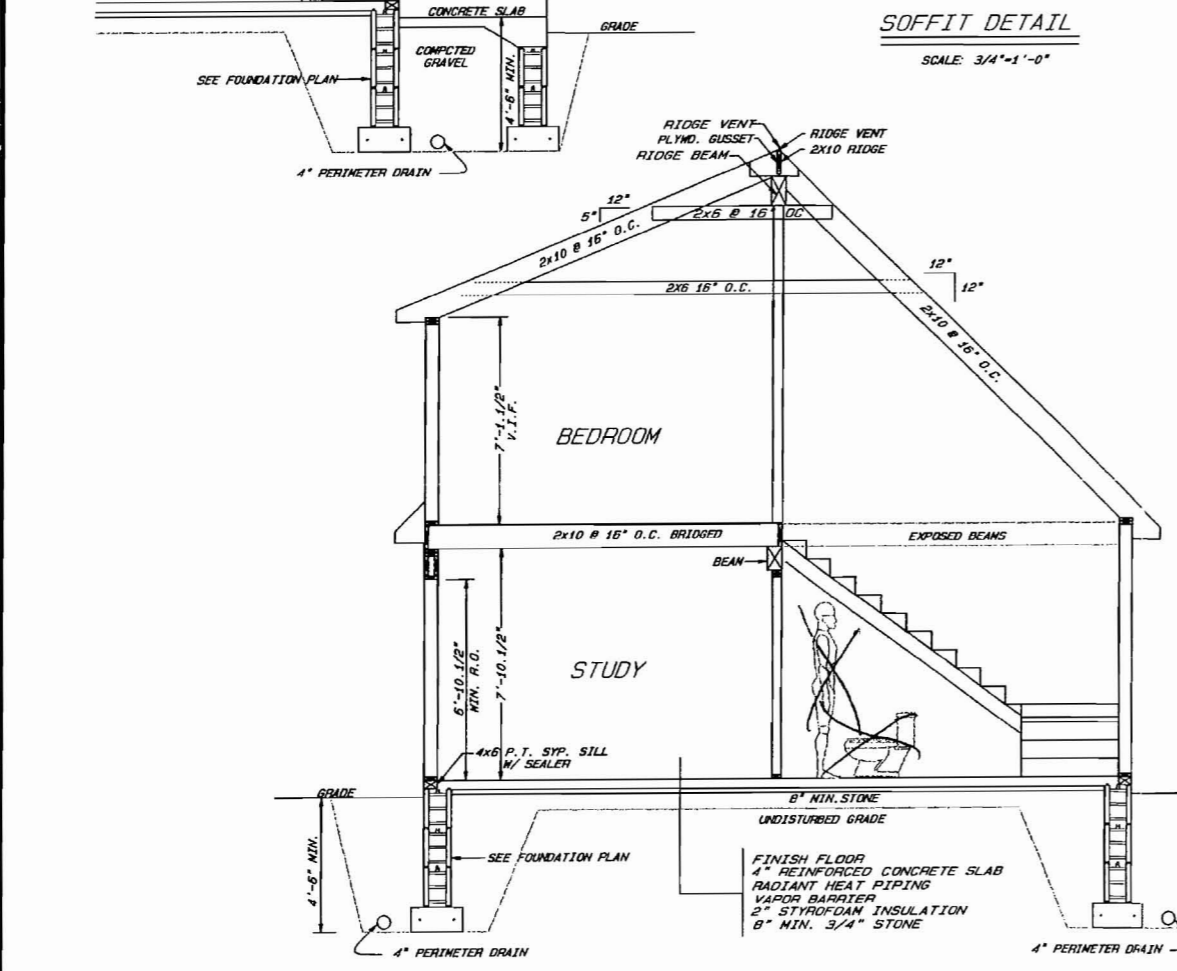 CONCRETE SLAB
GRADE
COMPCTED
GRAVEL
SEE FOUNDATION PLAN
4'-6" MIN.
4" PERIMETER DRAIN
SOFFIT DETAIL
SCALE: 3/4"=1'-0"
RIDGE VENT
PLYWD. GUSSET
RIDGE BEAM
RIDGE VENT
2X10 RIDGE
12"
5"
2x6 @ 16" OC
2x10 @ 16" O.C.
2X6 16" O.C.
12"
12"
2x10 @ 16" O.C.
7'-1.1/2"
V.I.F.
BEDROOM
2x10 @ 16" O.C. BRIDGED
EXPOSED BEAMS
BEAM
6'-10.1/2"
MIN. R.O.
7'-10.1/2"
STUDY
4x6 P.T. SYP. SILL
W/ SEALER
GRADE
8" MIN. STONE
UNDISTURBED GRADE
4'-6" MIN.
SEE FOUNDATION PLAN
FINISH FLOOR
4" REINFORCED CONCRETE SLAB
RADIANT HEAT PIPING
VAPOR BARRIER
2" STYROFOAM INSULATION
8" MIN. 3/4" STONE
4" PERIMETER DRAIN
4" PERIMETER DRAIN